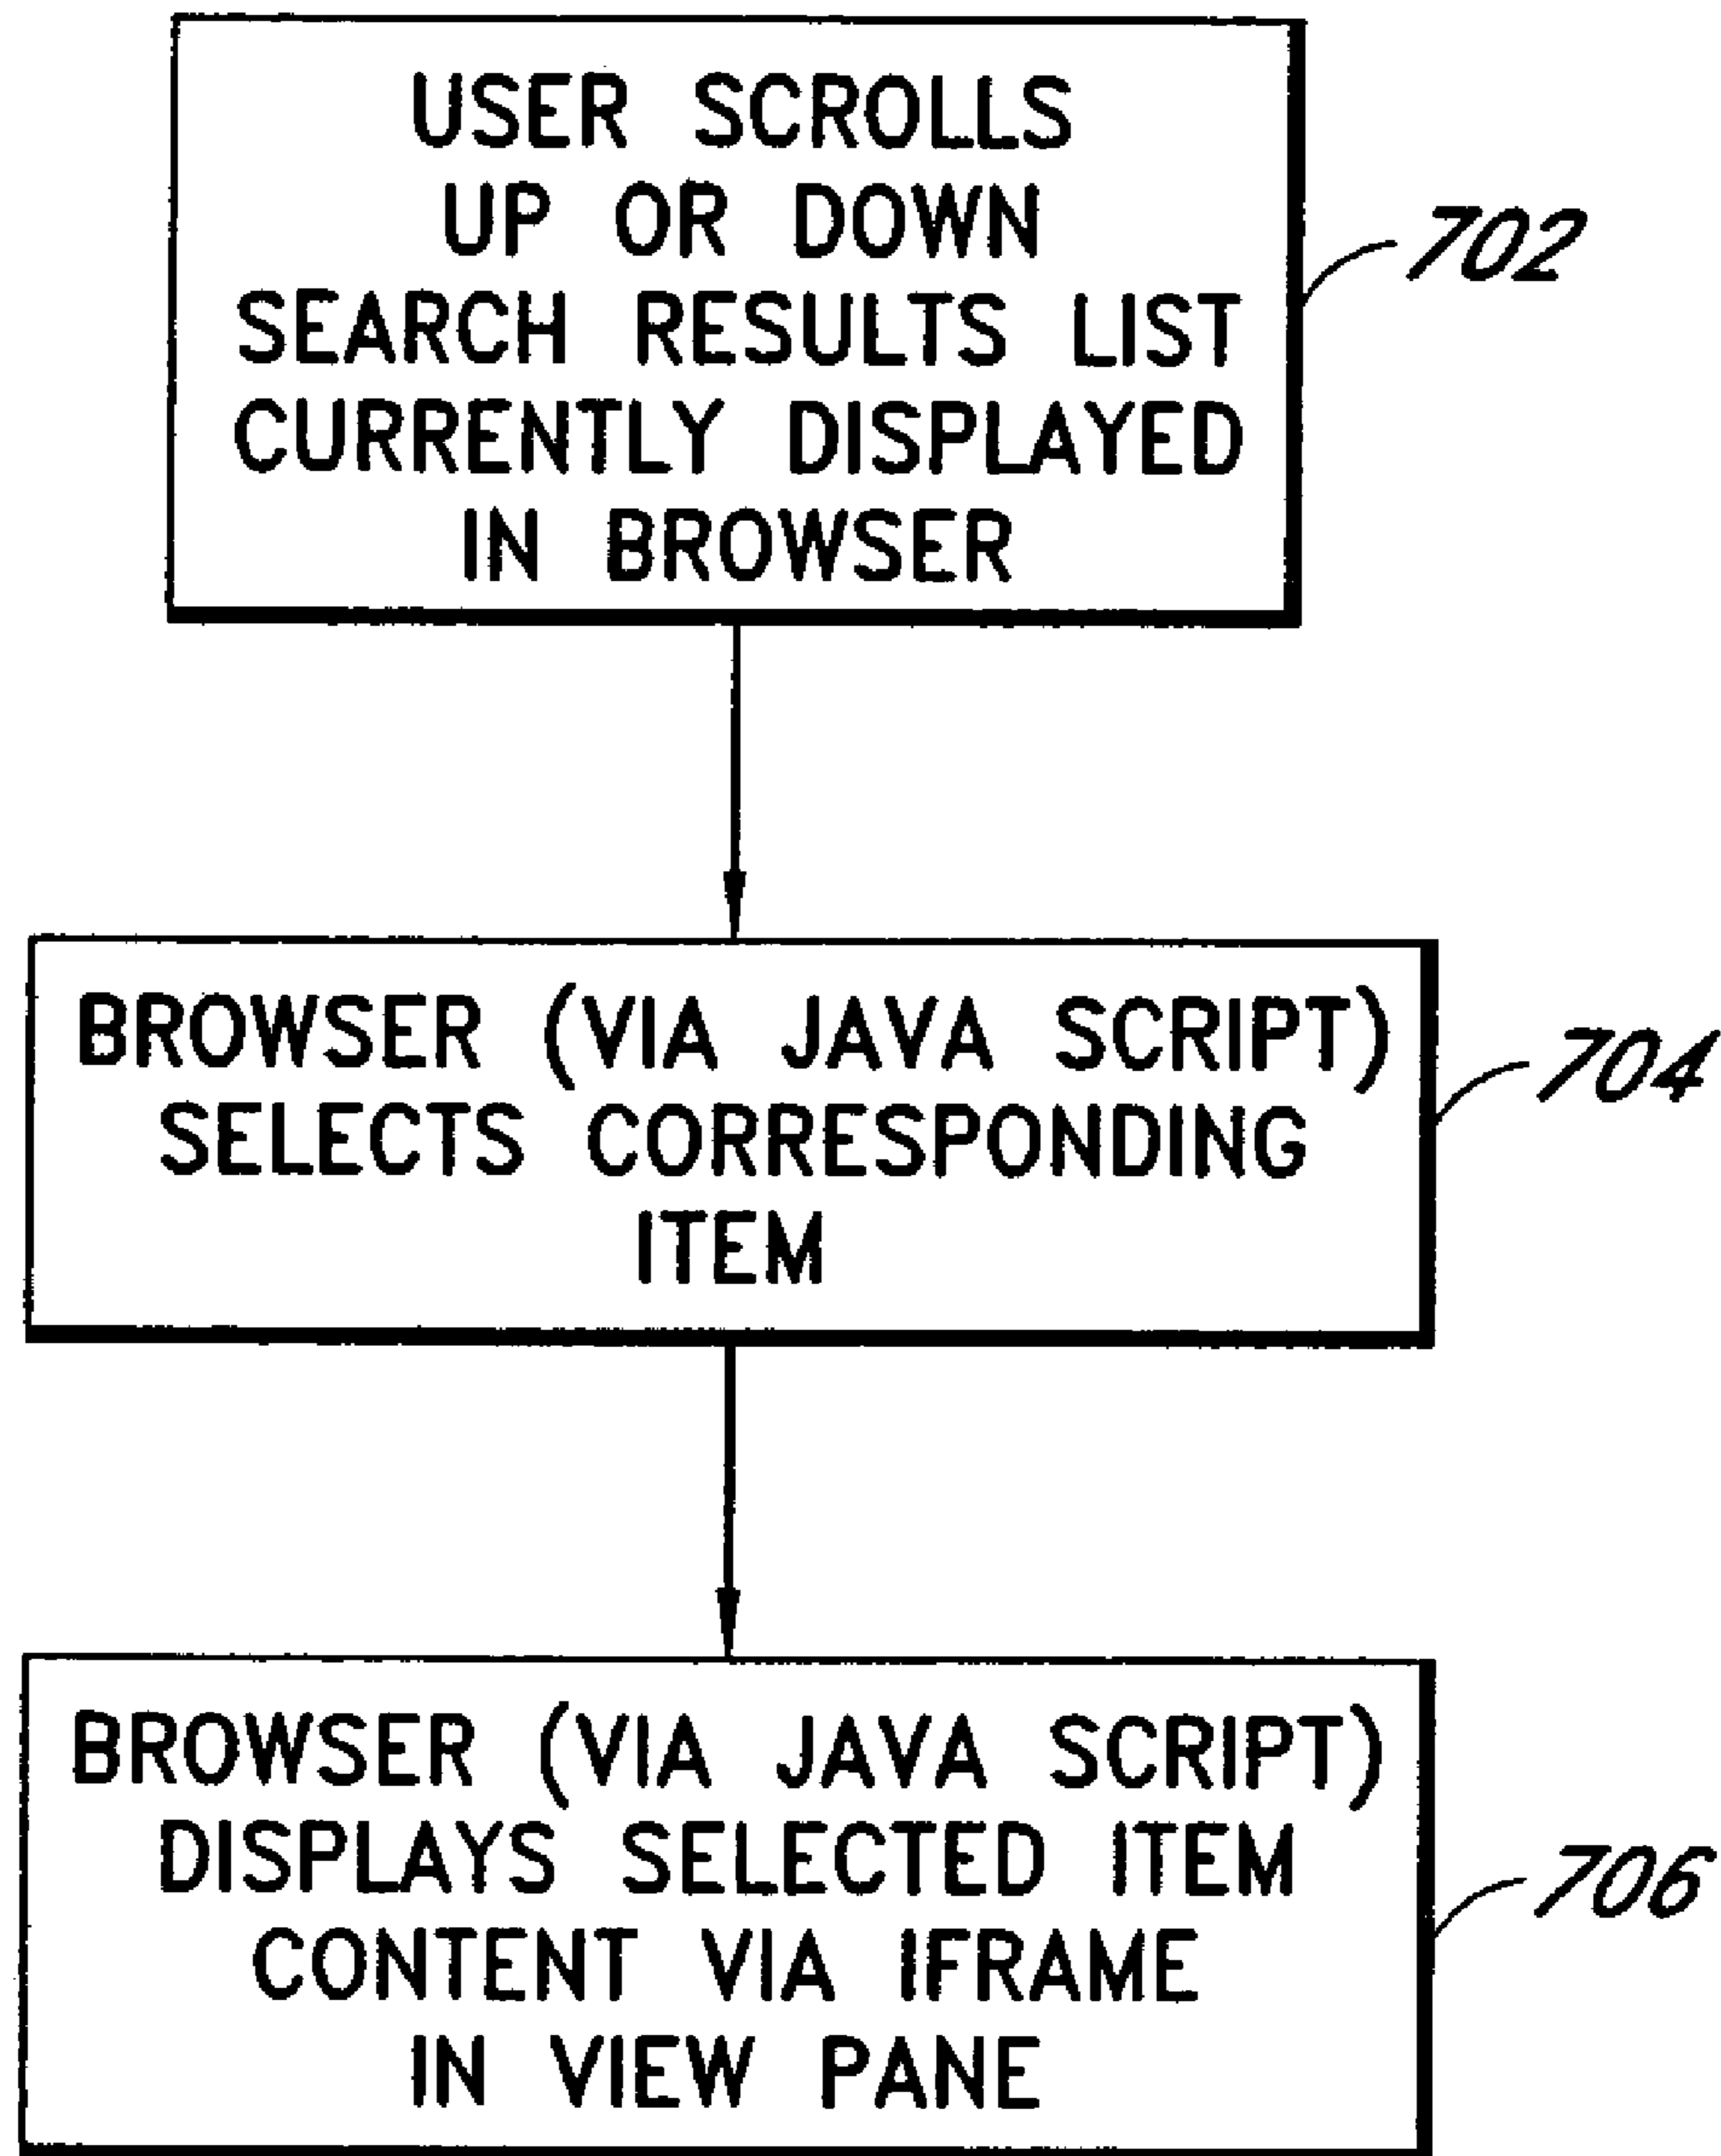 USER SCROLLS
UP OR DOWN
SEARCH RESULTS LIST
CURRENTLY DISPLAYED
IN BROWSER
702
BROWSER (VIA JAVA SCRIPT)
SELECTS CORRESPONDING
ITEM
704
BROWSER (VIA JAVA SCRIPT)
DISPLAYS SELECTED ITEM
CONTENT VIA IFRAME
IN VIEW PANE
706